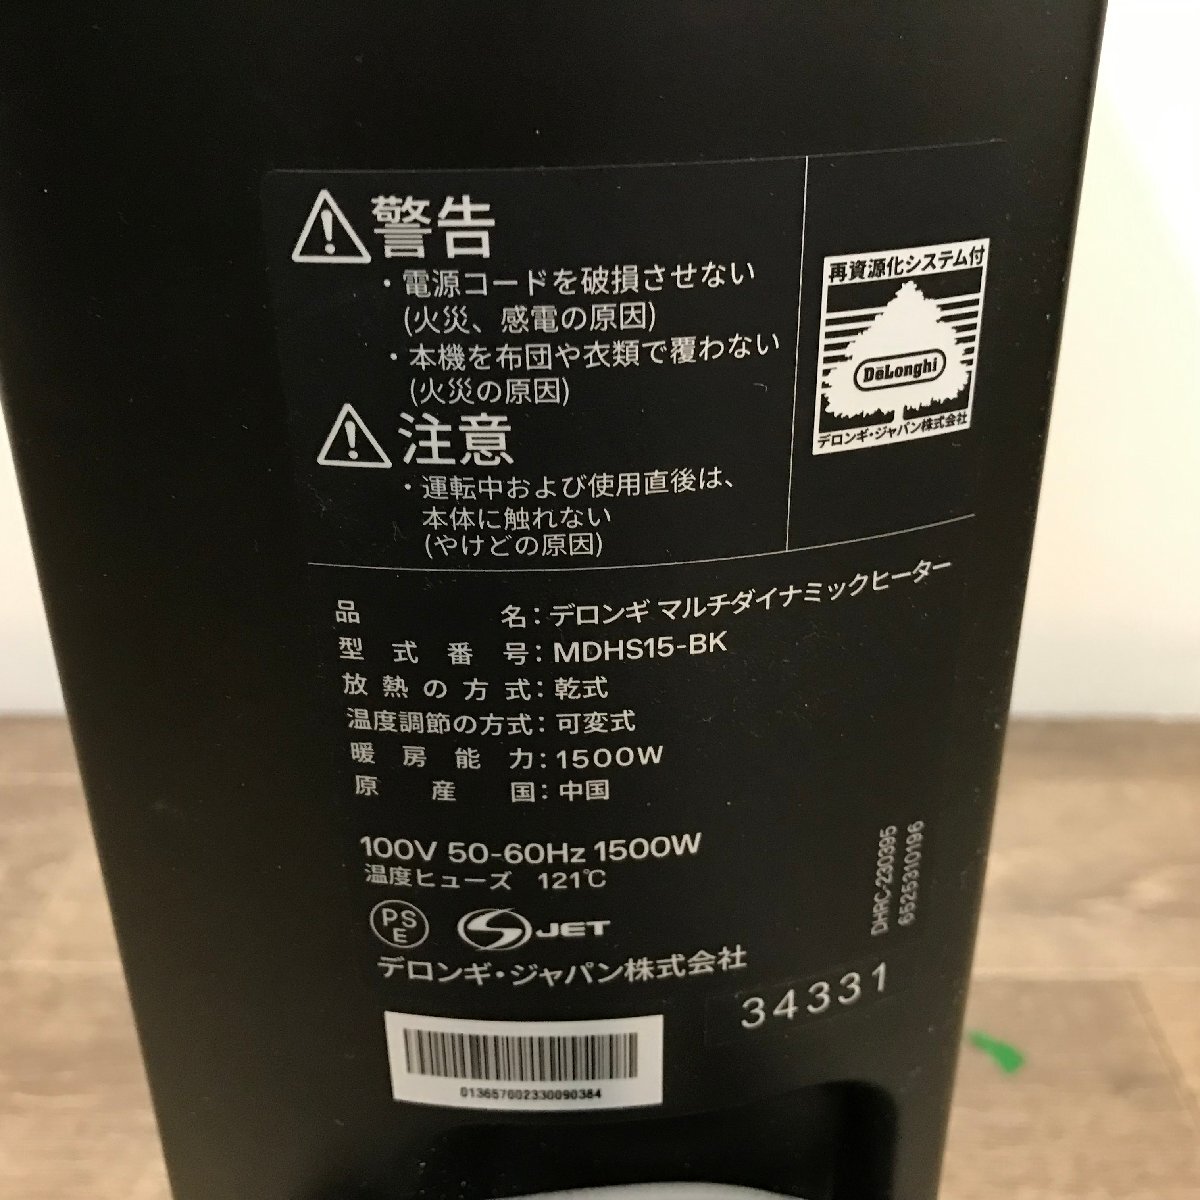 警告
・電源コードを破損させない
(火災、感電の原因)
・本機を布団や衣類で覆わない
(火災の原因)
注意
・運転中および使用直後は、
本体に触れない
(やけどの原因)
再資源化システム付
DeLonghi
デロンギ・ジャパン株式会社
品名：デロンギ マルチダイナミックヒーター
型式番号：MDHS15-BK
放熱の方式：乾式
温度調節の方式：可変式
暖房能力：1500W
原産国：中国
100V 50-60Hz 1500W
温度ヒューズ 121℃
PSE
S JET
デロンギ・ジャパン株式会社
DHRC-230395
6525310196
34331
013657002330090384